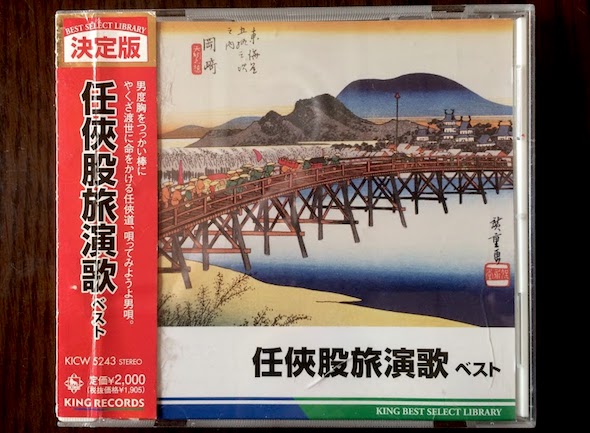 BEST SELECT LIBRARY
決定版
任俠股旅演歌 ベスト
男度胸をつっかい棒に
やくざ渡世に命をかける任俠道、唄ってみようよ男唄。
KICW 5243 STEREO
定価¥2,000
[税抜価格¥1,905]
KING RECORDS
東海道
五拾三次
之内
岡崎
廣重画
任俠股旅演歌 ベスト
KING BEST SELECT LIBRARY